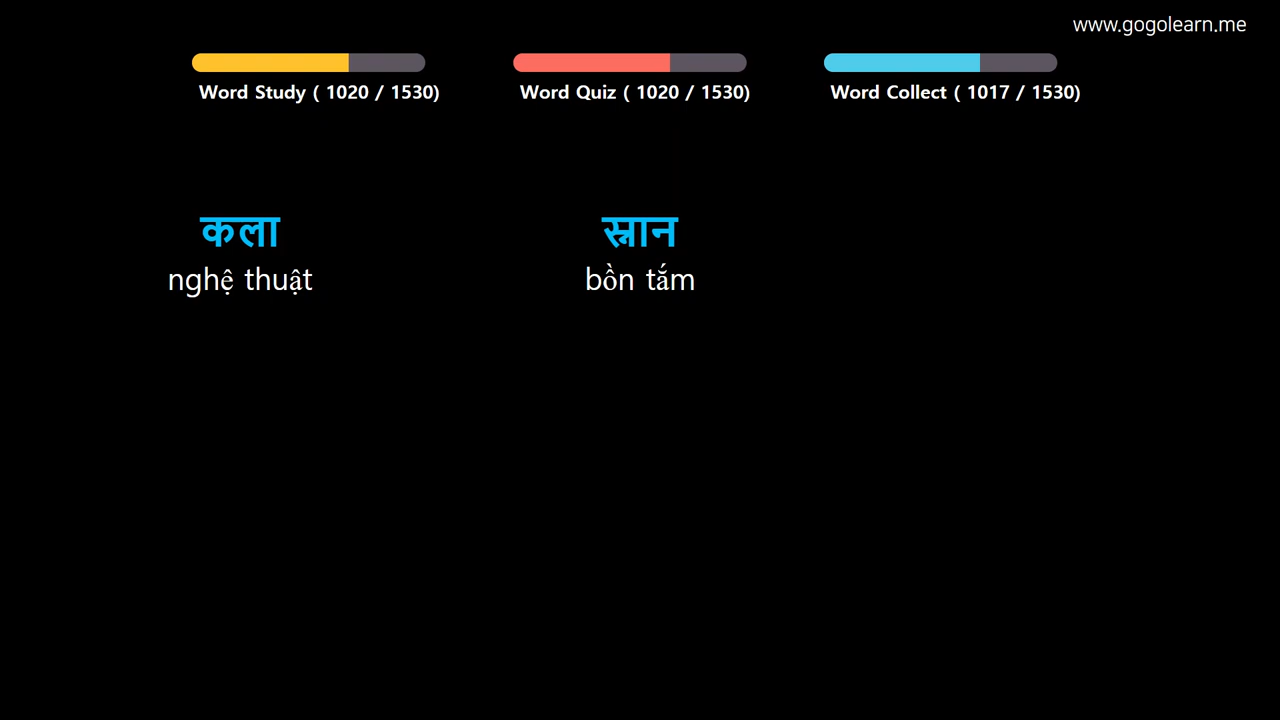 www.gogolearn.me
Word Study ( 1020 / 1530)
Word Quiz ( 1020 / 1530)
Word Collect ( 1017 / 1530)
कला
nghệ thuật
स्नान
bồn tắm